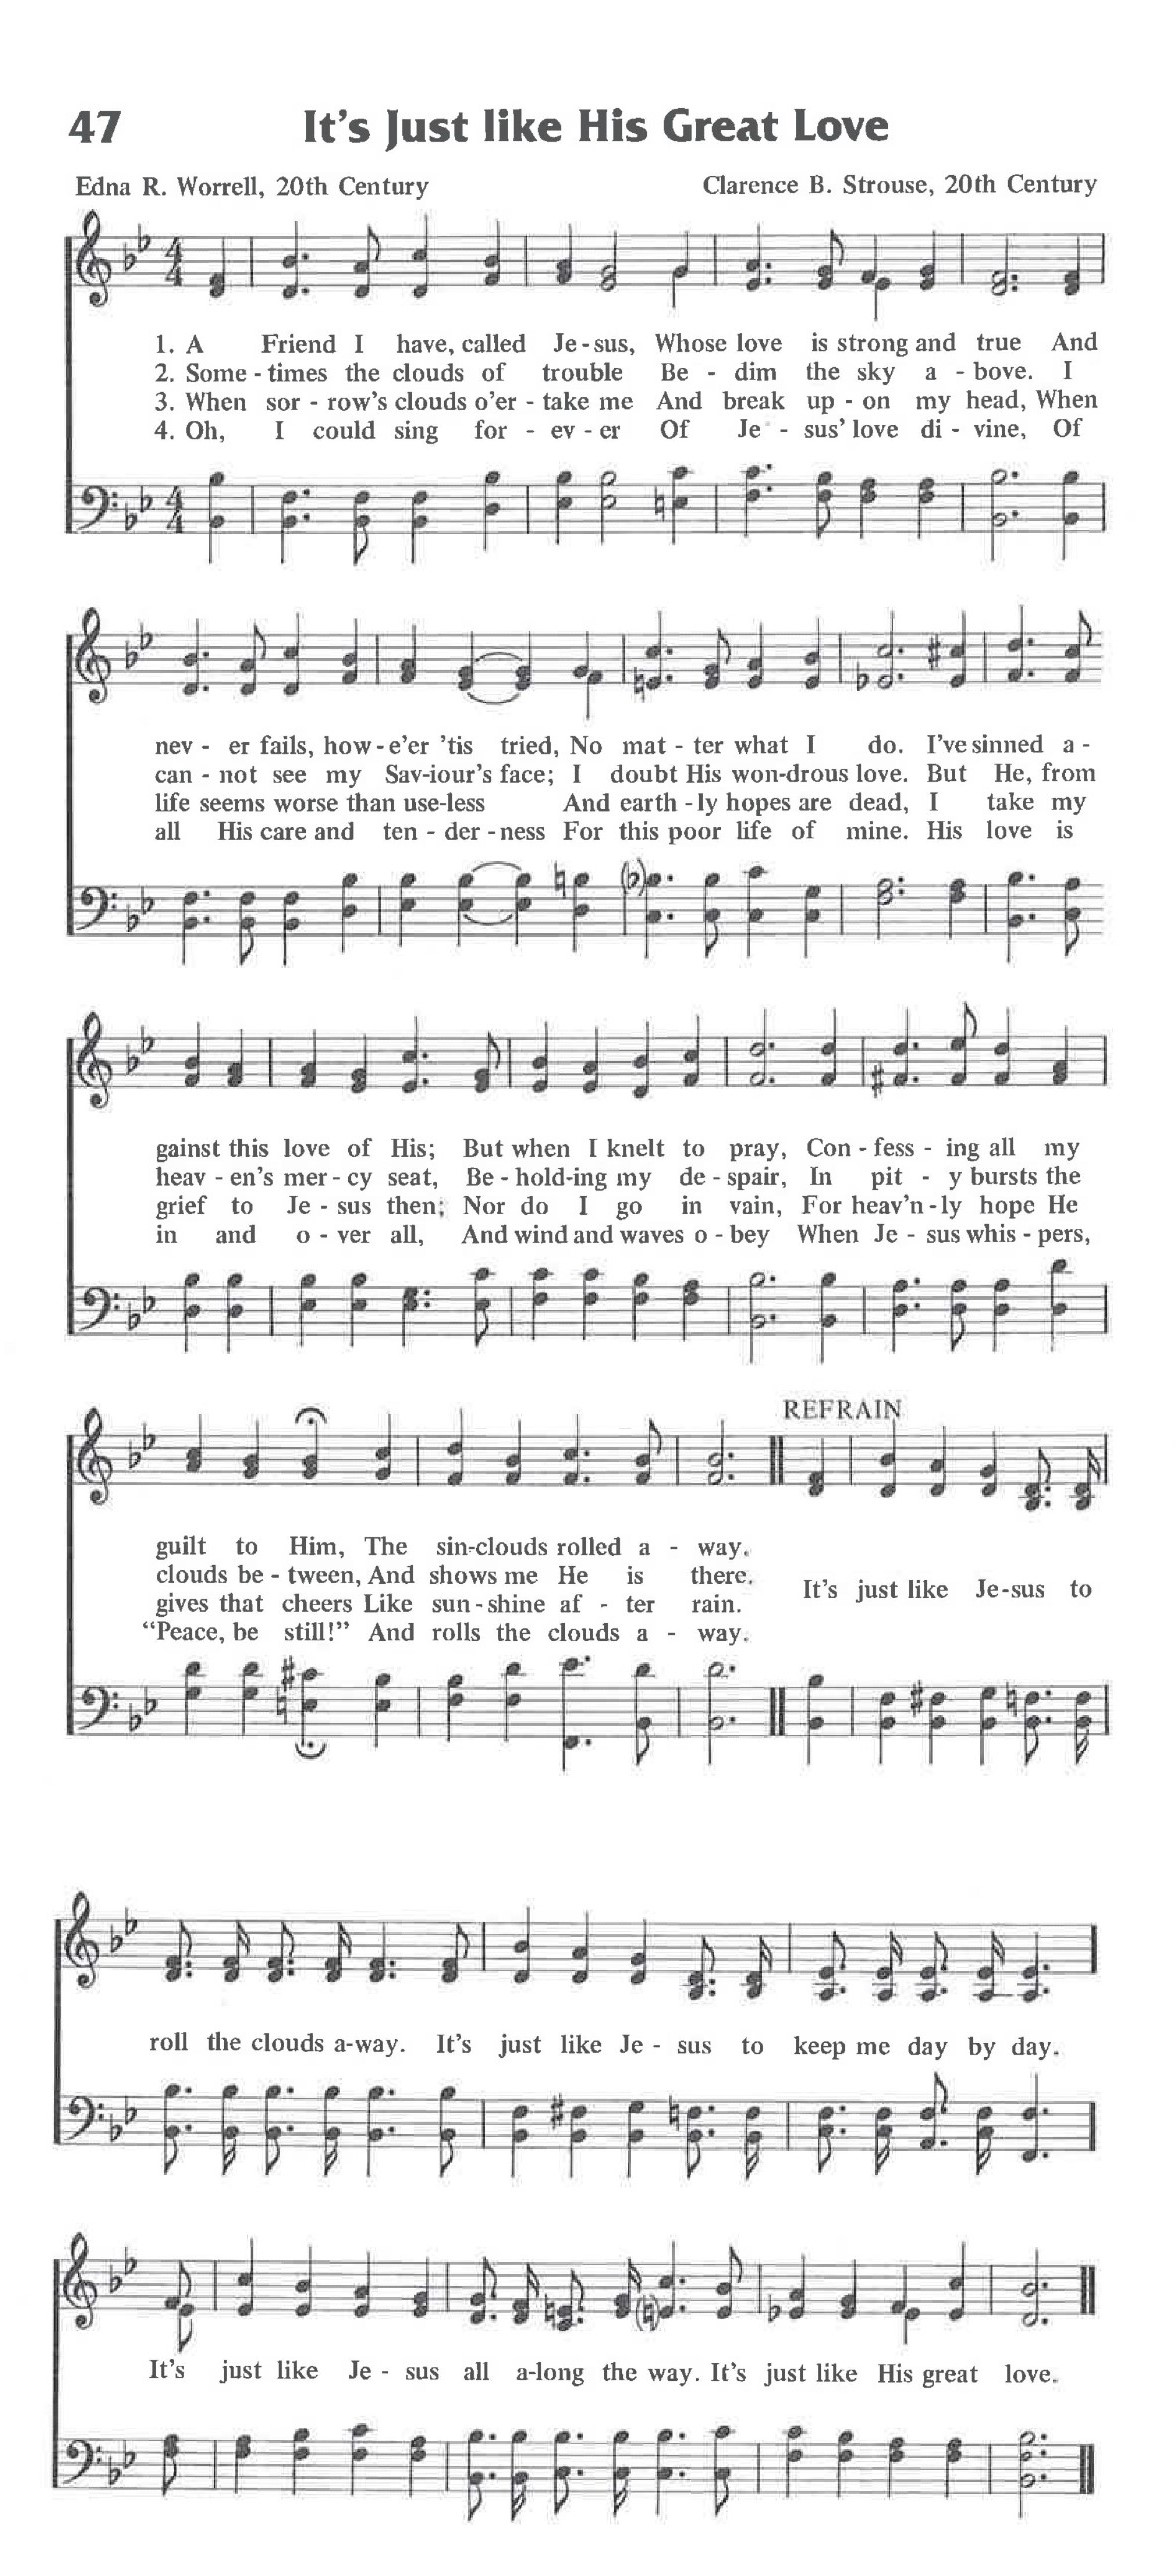 47 It's Just like His Great Love
Edna R. Worrell, 20th Century Clarence B. Strouse, 20th Century
1. A Friend I have, called Je - sus, Whose love is strong and true And
2. Some - times the clouds of trouble Be - dim the sky a - bove. I
3. When sor - row's clouds o'er - take me And break up - on my head, When
4. Oh, I could sing for - ev - er Of Je - sus' love di - vine, Of
nev - er fails, how - e'er 'tis tried, No mat - ter what I do. I've sinned a -
can - not see my Sav-iour's face; I doubt His won-drous love. But He, from
life seems worse than use-less And earth - ly hopes are dead, I take my
all His care and ten - der - ness For this poor life of mine. His love is
gainst this love of His; But when I knelt to pray, Con - fess - ing all my
heav - en's mer - cy seat, Be - hold-ing my de - spair, In pit - y bursts the
grief to Je - sus then; Nor do I go in vain, For heav'n - ly hope He
in and o - ver all, And wind and waves o - bey When Je - sus whis - pers,
REFRAIN
guilt to Him, The sin-clouds rolled a - way.
clouds be - tween, And shows me He is there.
gives that cheers Like sun - shine af - ter rain.
"Peace, be still!" And rolls the clouds a - way.
It's just like Je-sus to
roll the clouds a-way. It's just like Je - sus to keep me day by day.
It's just like Je - sus all a-long the way. It's just like His great love.